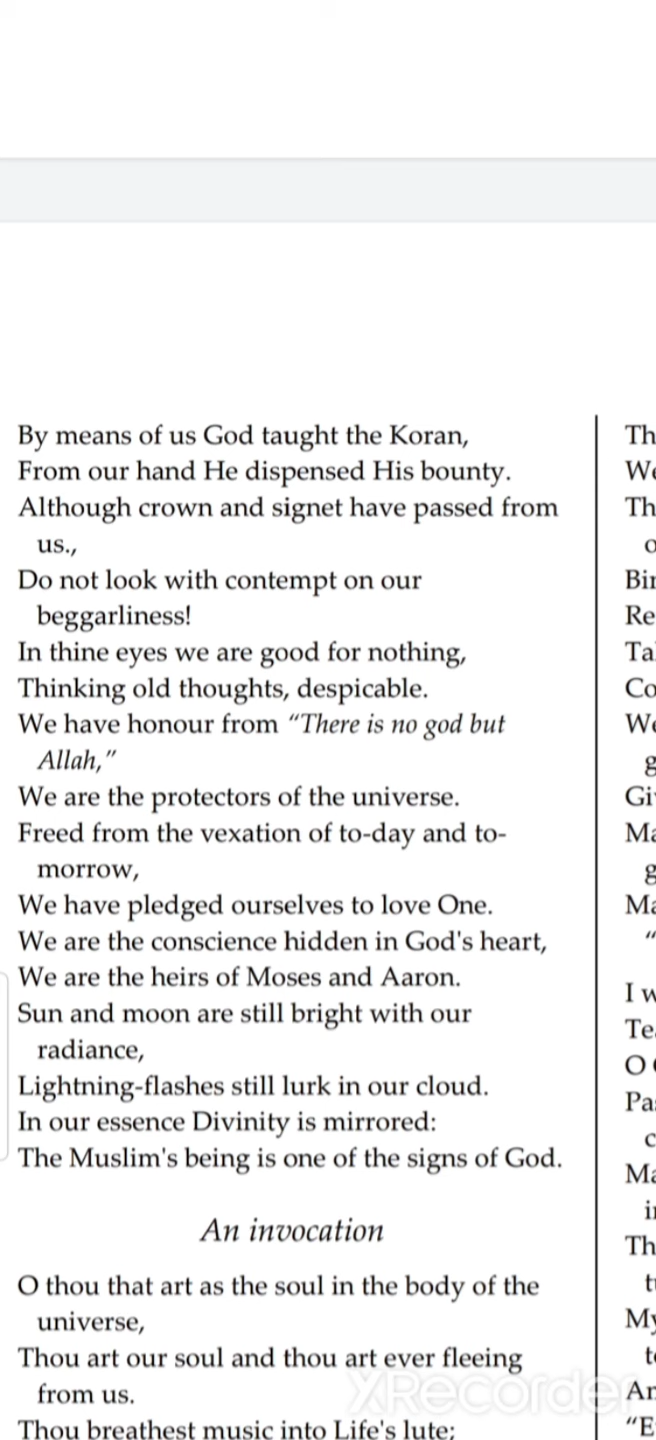 By means of us God taught the Koran,
From our hand He dispensed His bounty.
Although crown and signet have passed from
us.,
Do not look with contempt on our
beggarliness!
In thine eyes we are good for nothing,
Thinking old thoughts, despicable.
We have honour from “There is no god but
Allah,”
We are the protectors of the universe.
Freed from the vexation of to-day and to-
morrow,
We have pledged ourselves to love One.
We are the conscience hidden in God's heart,
We are the heirs of Moses and Aaron.
Sun and moon are still bright with our
radiance,
Lightning-flashes still lurk in our cloud.
In our essence Divinity is mirrored:
The Muslim's being is one of the signs of God.
An invocation
O thou that art as the soul in the body of the
universe,
Thou art our soul and thou art ever fleeing
from us.
Thou breathest music into Life's lute;
XRecorder